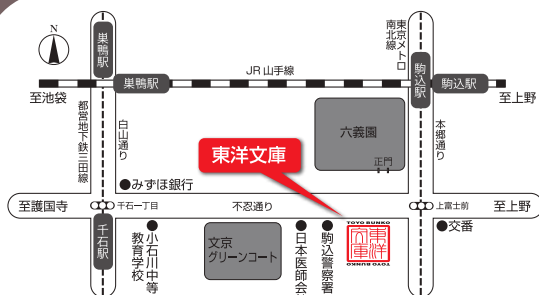 N
巣鴨駅
巣鴨駅
JR山手線
東京メトロ
南北線
駒込駅
駒込駅
至池袋
至上野
都営地下鉄三田線
白山通り
本郷通り
六義園
正門
東洋文庫
みずほ銀行
至護国寺
千石一丁目
不忍通り
上富士前
至上野
千石駅
小石川中等
教育学校
文京
グリーンコート
日本医師会
駒込警察署
TOYO BUNKO
東洋
文庫
TOYO BUNKO
交番